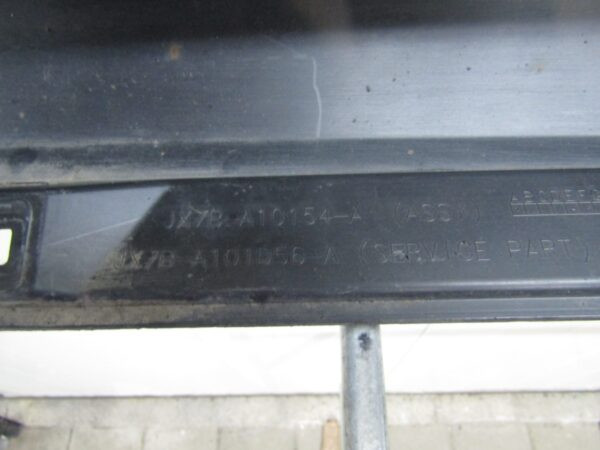 JX7B A10154-A (ASSY)
JX7B A101D56-A (SERVICE PART)